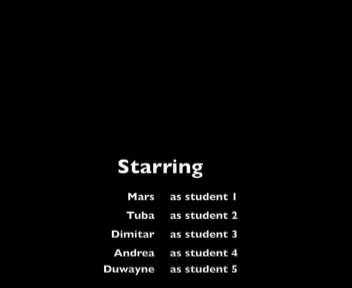 Starring
Mars as student 1
Tuba as student 2
Dimitar as student 3
Andrea as student 4
Duwayne as student 5